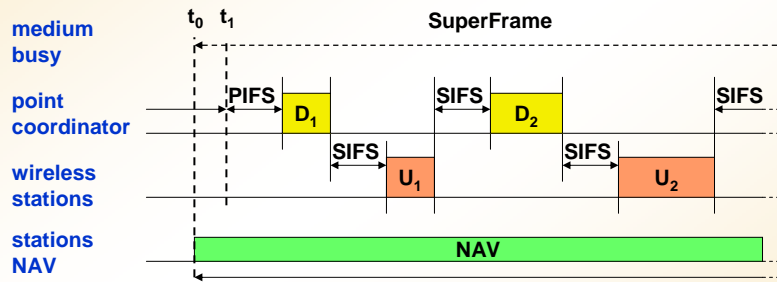 t0 t1 SuperFrame
medium
busy
point
coordinator
PIFS D1 SIFS D2 SIFS
wireless
stations
SIFS U1 SIFS U2
stations
NAV
NAV